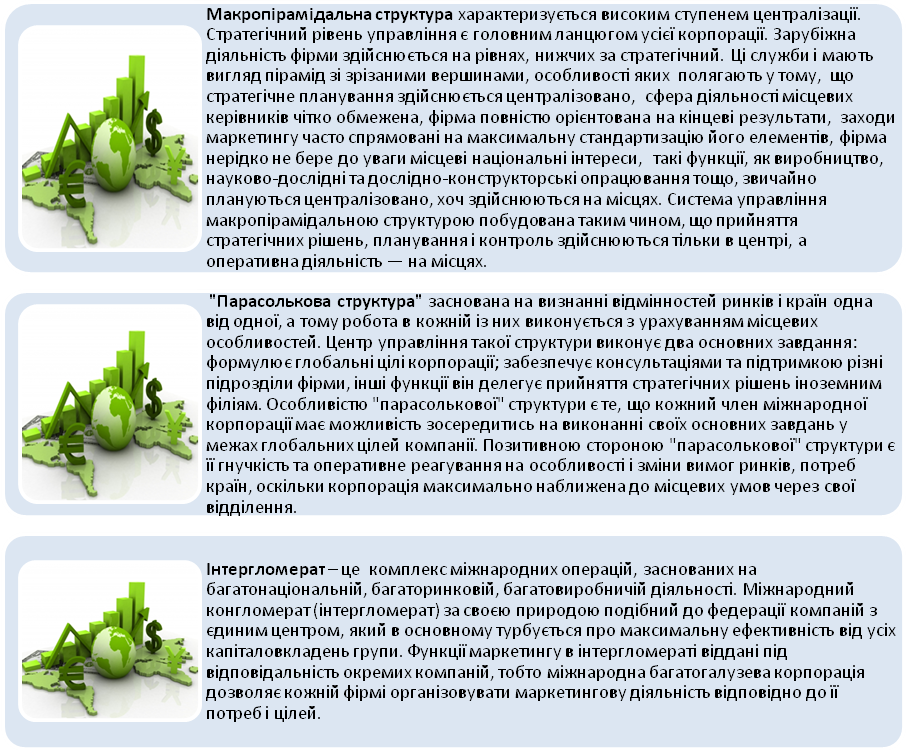 Макропірамідальна структура характеризується високим ступенем централізації.
Стратегічний рівень управління є головним ланцюгом усієї корпорації. Зарубіжна
діяльність фірми здійснюється на рівнях, нижчих за стратегічний. Ці служби і мають
вигляд пірамід зі зрізаними вершинами, особливості яких полягають у тому, що
стратегічне планування здійснюється централізовано, сфера діяльності місцевих
керівників чітко обмежена, фірма повністю орієнтована на кінцеві результати, заходи
маркетингу часто спрямовані на максимальну стандартизацію його елементів, фірма
нерідко не бере до уваги місцеві національні інтереси, такі функції, як виробництво,
науково-дослідні та дослідно-конструкторські опрацювання тощо, звичайно
плануються централізовано, хоч здійснюються на місцях. Система управління
макропірамідальною структурою побудована таким чином, що прийняття
стратегічних рішень, планування і контроль здійснюються тільки в центрі, а
оперативна діяльність — на місцях.
"Парасолькова структура" заснована на визнанні відмінностей ринків і країн одна
від одної, а тому робота в кожній із них виконується з урахуванням місцевих
особливостей. Центр управління такої структури виконує два основних завдання:
формулює глобальні цілі корпорації; забезпечує консультаціями та підтримкою різні
підрозділи фірми, інші функції він делегує прийняття стратегічних рішень іноземним
філіям. Особливістю "парасолькової" структури є те, що кожний член міжнародної
корпорації має можливість зосередитись на виконанні своїх основних завдань у
межах глобальних цілей компанії. Позитивною стороною "парасолькової" структури є
її гнучкість та оперативне реагування на особливості і зміни вимог ринків, потреб
країн, оскільки корпорація максимально наближена до місцевих умов через свої
відділення.
Інтергломерат – це комплекс міжнародних операцій, заснованих на
багатонаціональній, багаторинковій, багатовиробничій діяльності. Міжнародний
конгломерат (інтергломерат) за своєю природою подібний до федерації компаній з
єдиним центром, який в основному турбується про максимальну ефективність від усіх
капіталовкладень групи. Функції маркетингу в інтергломераті віддані під
відповідальність окремих компаній, тобто міжнародна багатогалузева корпорація
дозволяє кожній фірмі організовувати маркетингову діяльність відповідно до її
потреб і цілей.